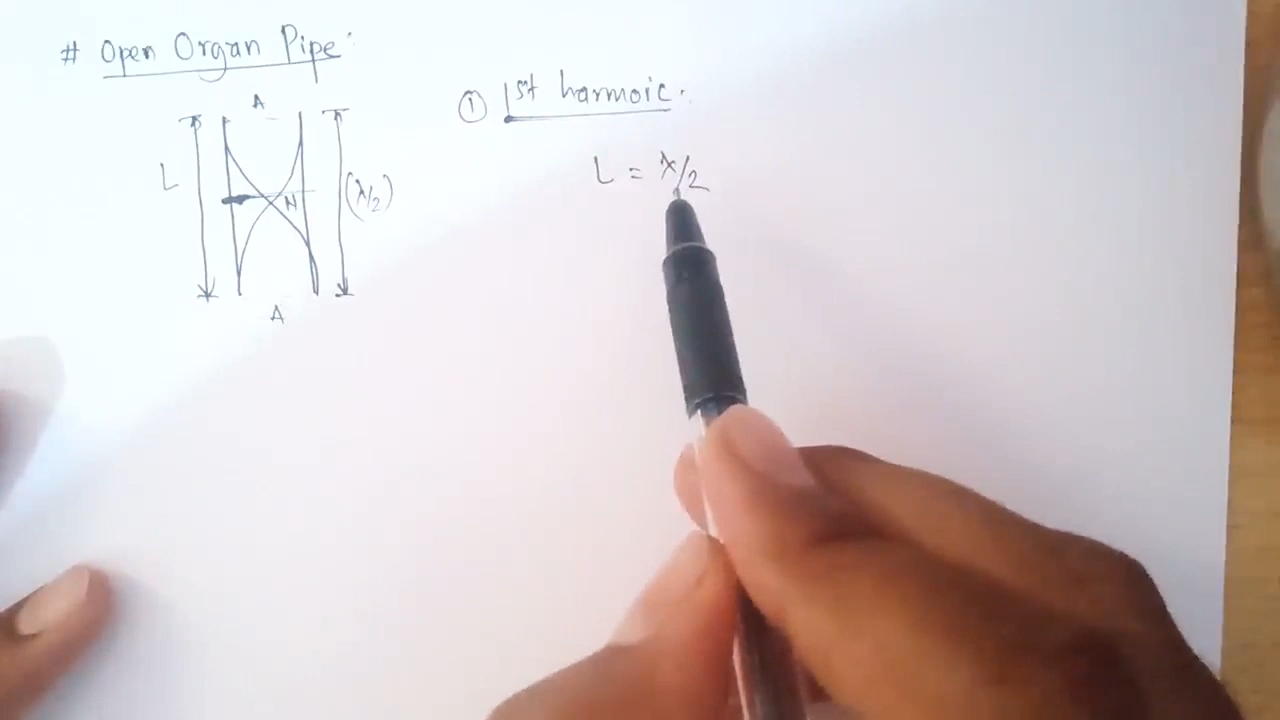 # Open Organ Pipe:
① 1st harmoic.
A
L
N
(λ/2)
A
L = λ/2